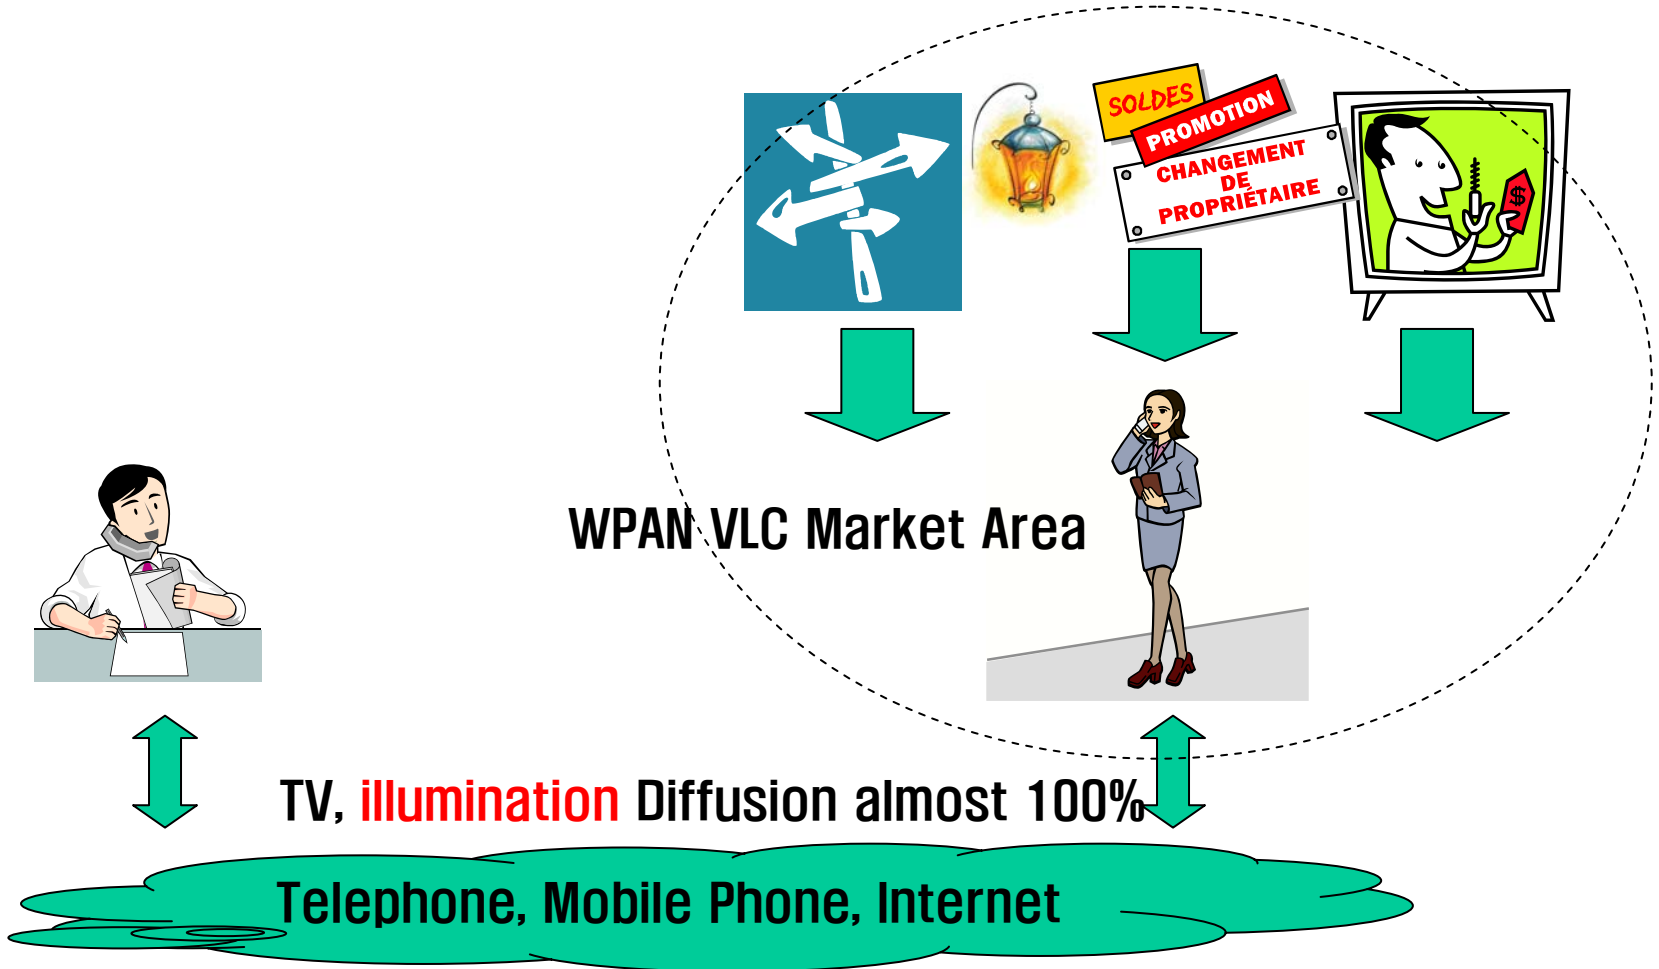 SOLDES
PROMOTION
CHANGEMENT
DE
PROPRIÉTAIRE
$
WPAN VLC Market Area
TV, illumination Diffusion almost 100%
Telephone, Mobile Phone, Internet